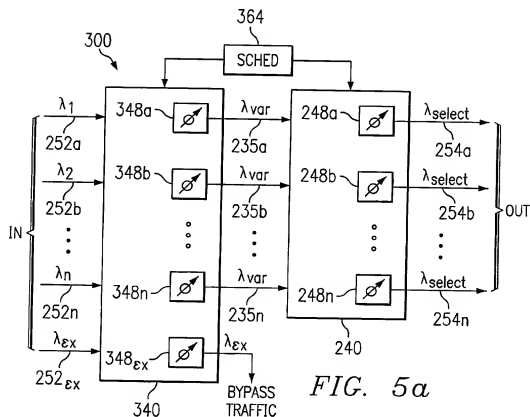 364
300
SCHED
λ1
348a
λvar
248a
λselect
252a
235a
254a
λ2
348b
λvar
248b
λselect
252b
235b
254b
IN
OUT
λn
348n
λvar
248n
λselect
252n
235n
254n
λεx
348εx
λεx
240
252εx
340
BYPASS
TRAFFIC
FIG. 5a